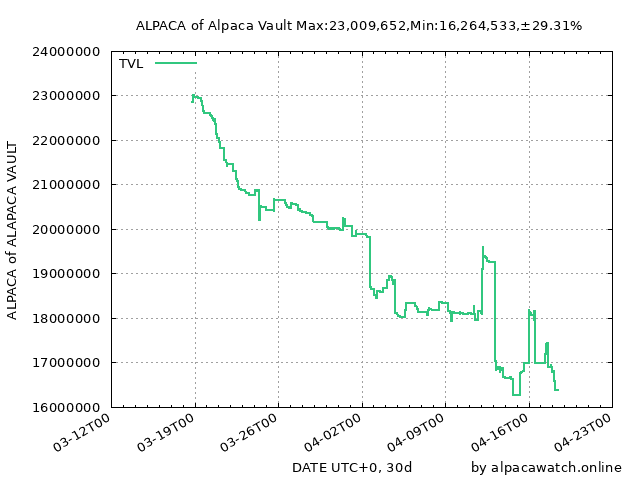 ALPACA of Alpaca Vault Max:23,009,652,Min:16,264,533,±29.31%
TVL
24000000
23000000
22000000
21000000
20000000
19000000
18000000
17000000
16000000
ALPACA of ALAPACA VAULT
03-12T00
03-19T00
03-26T00
04-02T00
04-09T00
04-16T00
04-23T00
DATE UTC+0, 30d
by alpacawatch.online